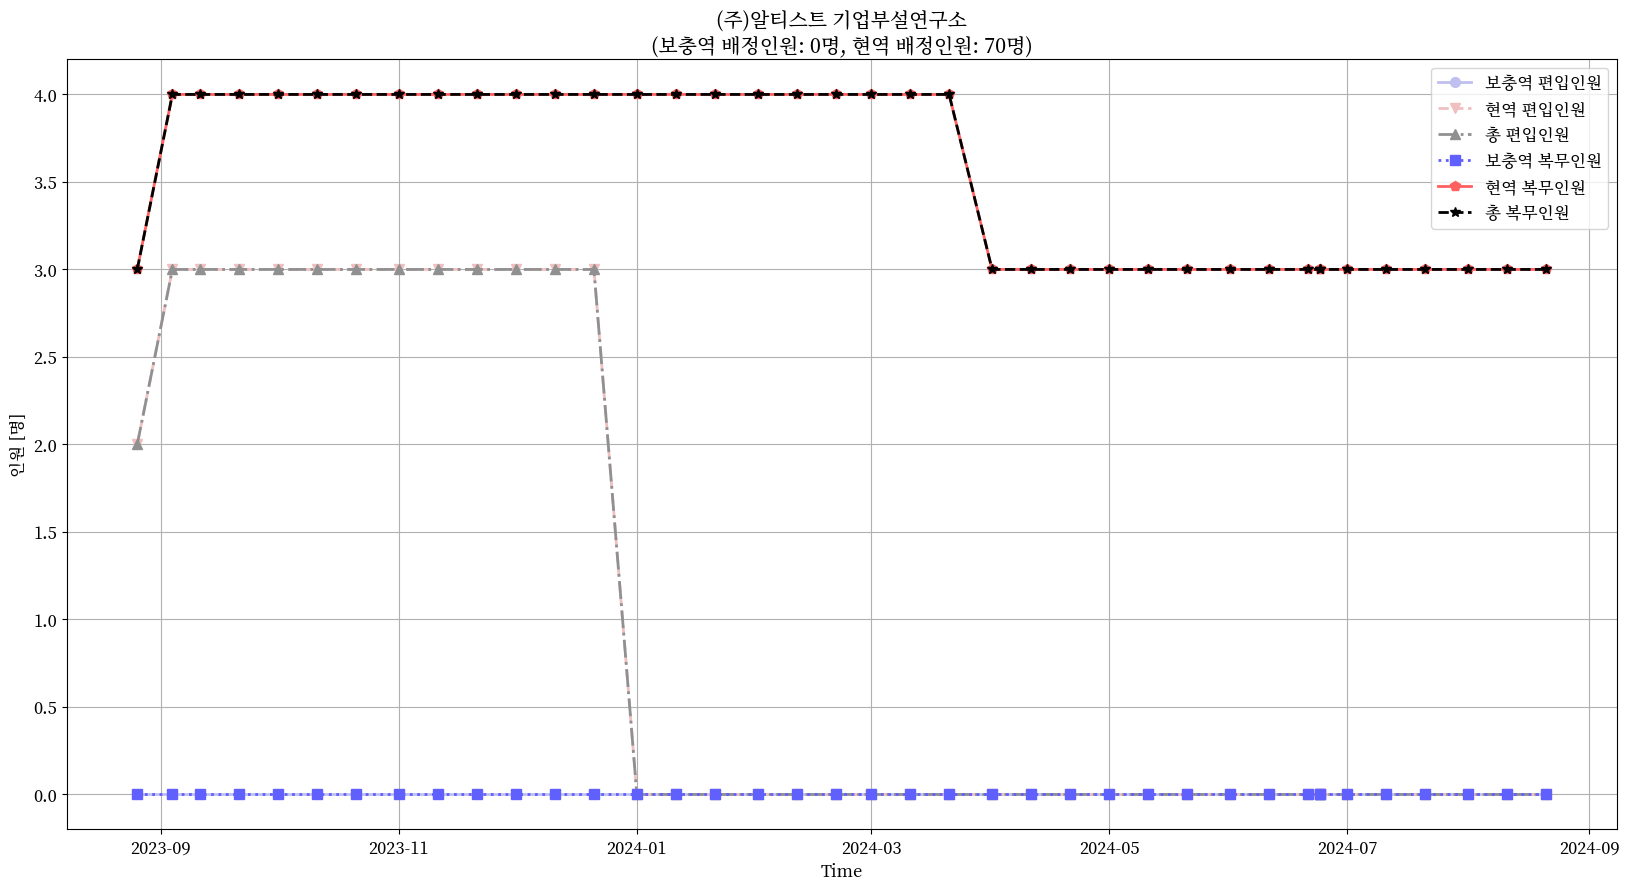 (주)알티스트 기업부설연구소
(보충역 배정인원: 0명, 현역 배정인원: 70명)
보충역 편입인원
현역 편입인원
총 편입인원
보충역 복무인원
현역 복무인원
총 복무인원
인원 [명]
4.0
3.5
3.0
2.5
2.0
1.5
1.0
0.5
0.0
2023-09
2023-11
2024-01
2024-03
2024-05
2024-07
2024-09
Time